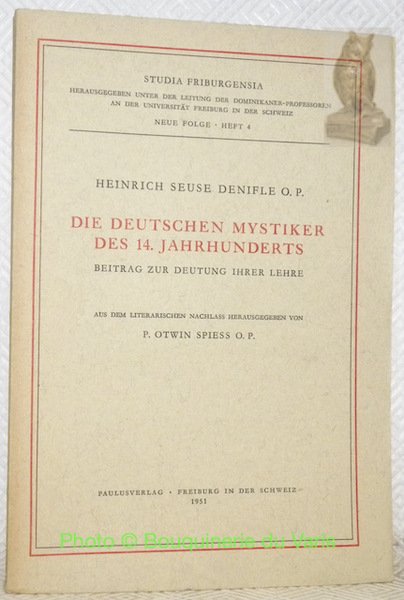 STUDIA FRIBURGENSIA
HERAUSGEGEBEN UNTER DER LEITUNG DER DOMINIKANER-PROFESSOREN
AN DER UNIVERSITÄT FREIBURG IN DER SCHWEIZ
NEUE FOLGE · HEFT 4
HEINRICH SEUSE DENIFLE O. P.
DIE DEUTSCHEN MYSTIKER
DES 14. JAHRHUNDERTS
BEITRAG ZUR DEUTUNG IHRER LEHRE
AUS DEM LITERARISCHEN NACHLASS HERAUSGEGEBEN VON
P. OTWIN SPIESS O. P.
PAULUSVERLAG · FREIBURG IN DER SCHWEIZ
1951
Photo © Bouquinerie du Varis